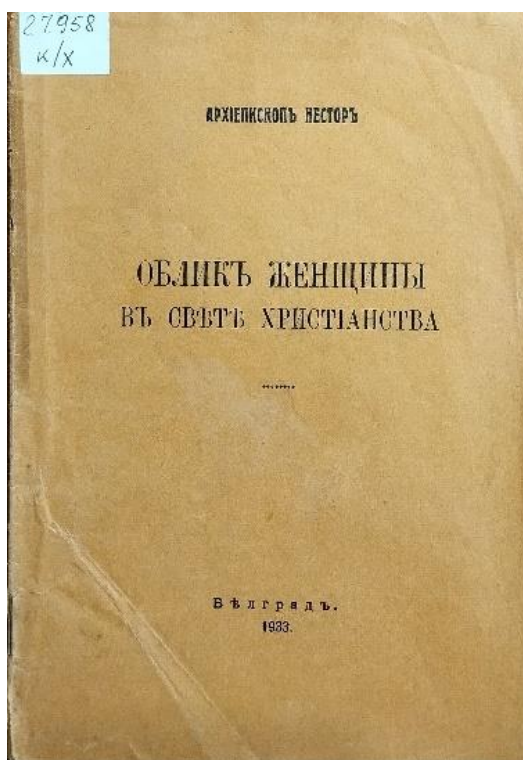 27958
к/х
АРХІЕПИСКОПЪ НЕСТОРЪ
ОБЛИКЪ ЖЕНЩИНЫ
ВЪ СВѢТѢ ХРИСТІАНСТВА
Бѣлградъ.
1933.